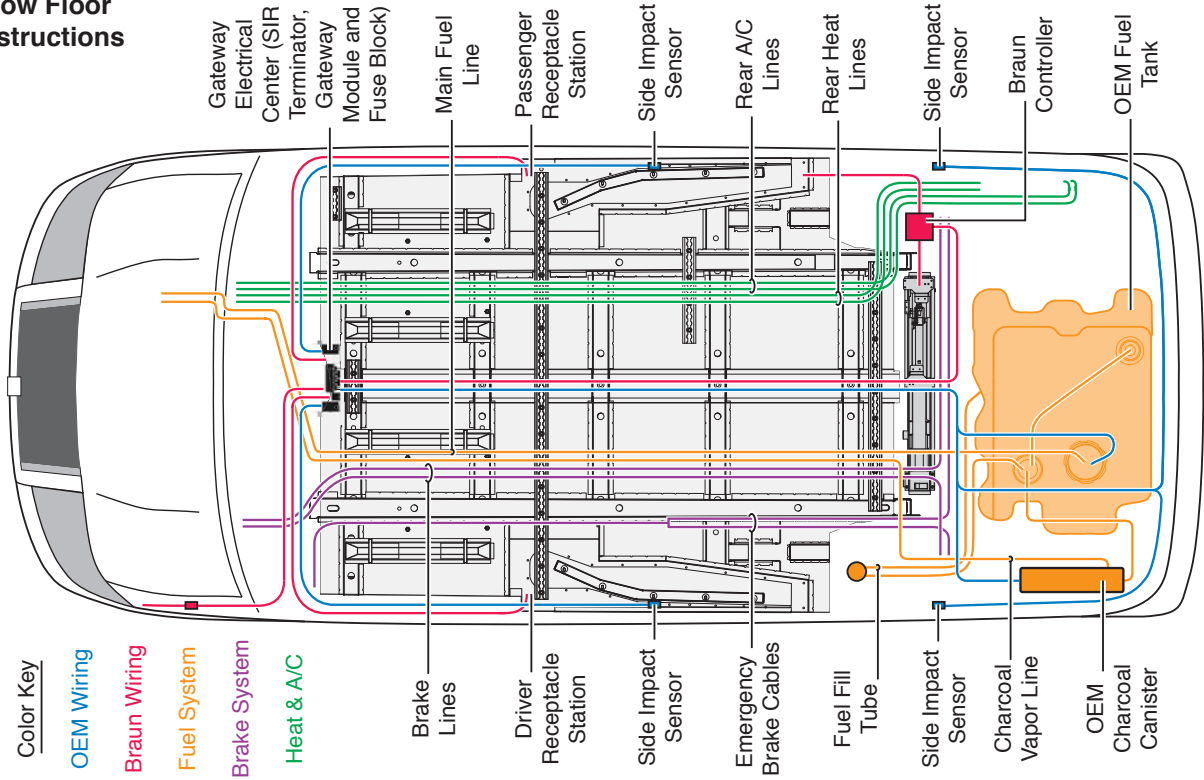 ow Floor
structions
Gateway
Electrical
Center (SIR
Terminator,
Gateway
Module and
Fuse Block)
Main Fuel
Line
Passenger
Receptacle
Station
Side Impact
Sensor
Rear A/C
Lines
Rear Heat
Lines
Side Impact
Sensor
Braun
Controller
OEM Fuel
Tank
Color Key
OEM Wiring
Braun Wiring
Fuel System
Brake System
Heat & A/C
Brake
Lines
Driver
Receptacle
Station
Side Impact
Sensor
Emergency
Brake Cables
Fuel Fill
Tube
Side Impact
Sensor
Charcoal
Vapor Line
OEM
Charcoal
Canister